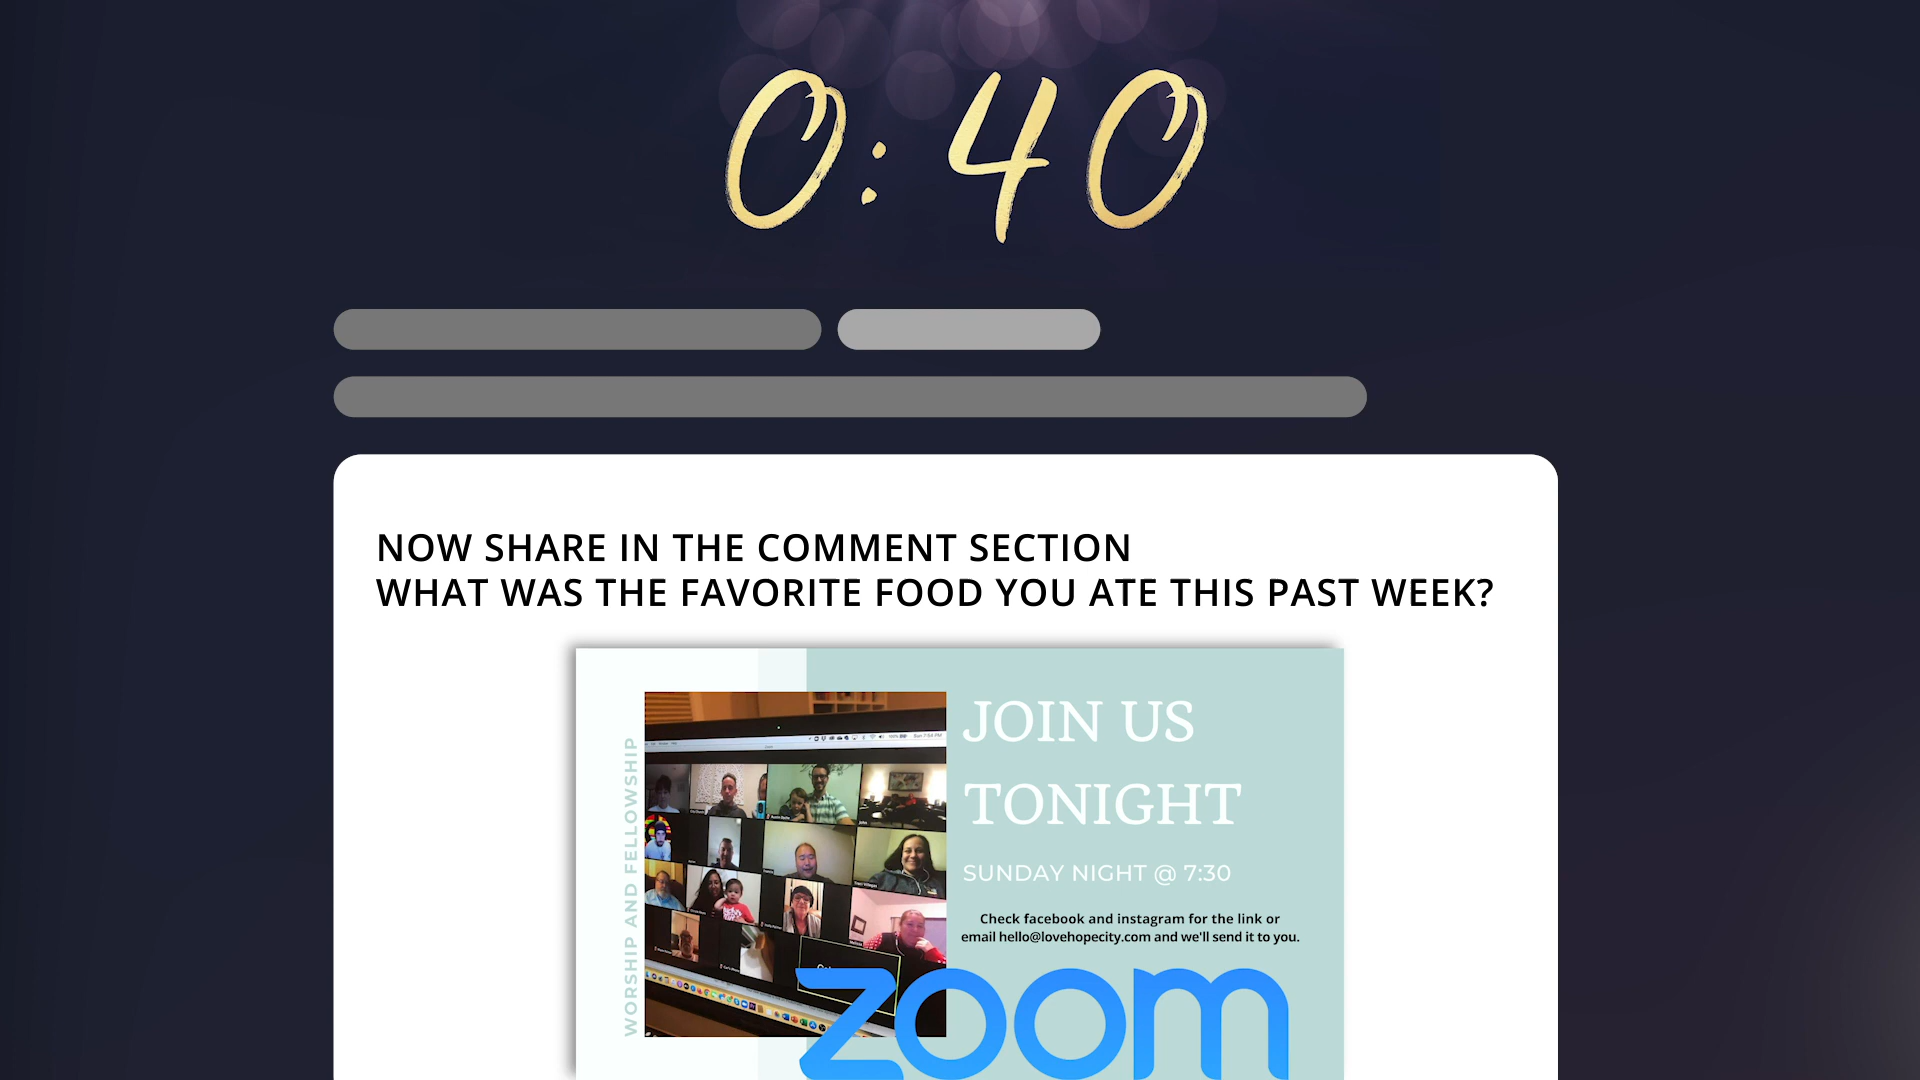 0:40
NOW SHARE IN THE COMMENT SECTION
WHAT WAS THE FAVORITE FOOD YOU ATE THIS PAST WEEK?
WORSHIP AND FELLOWSHIP
JOIN US
TONIGHT
SUNDAY NIGHT @ 7:30
Check facebook and instagram for the link or
email hello@lovehopecity.com and we'll send it to you.
zoom